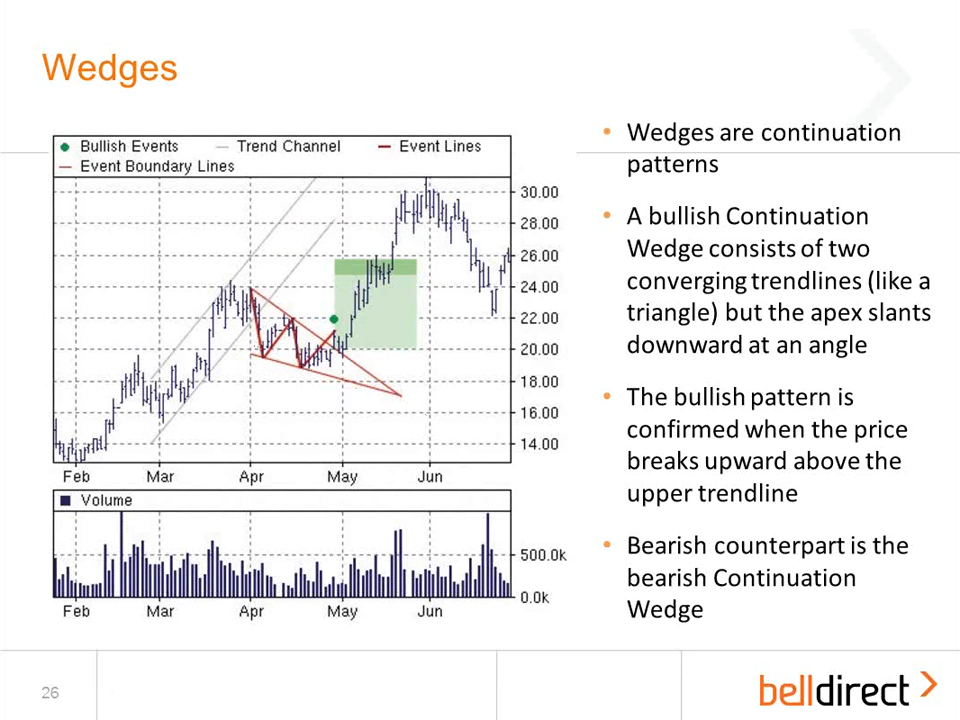 Wedges
Bullish Events
Trend Channel
Event Lines
Event Boundary Lines
30.00
28.00
26.00
24.00
22.00
20.00
18.00
16.00
14.00
Feb
Mar
Apr
May
Jun
Volume
500.0k
0.0k
Feb
Mar
Apr
May
Jun
• Wedges are continuation
patterns
• A bullish Continuation
Wedge consists of two
converging trendlines (like a
triangle) but the apex slants
downward at an angle
• The bullish pattern is
confirmed when the price
breaks upward above the
upper trendline
• Bearish counterpart is the
bearish Continuation
Wedge
26
belldirect